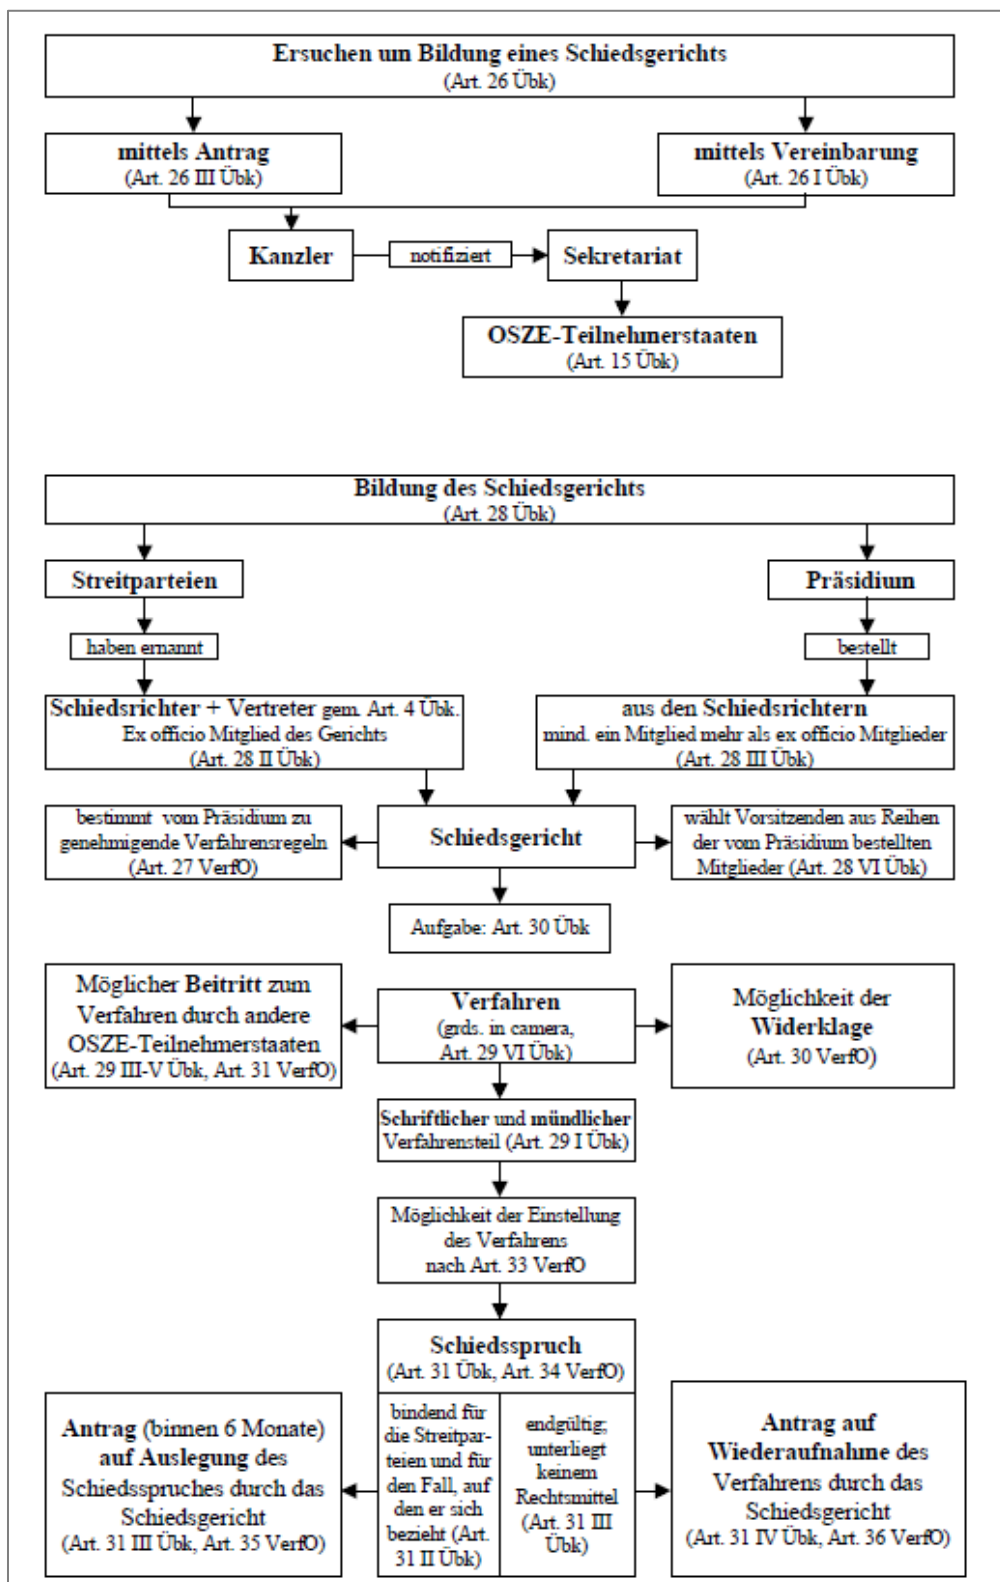 Ersuchen um Bildung eines Schiedsgerichts
(Art. 26 Übk)
mittels Antrag
(Art. 26 III Übk)
mittels Vereinbarung
(Art. 26 I Übk)
Kanzler
notifiziert
Sekretariat
OSZE-Teilnehmerstaaten
(Art. 15 Übk)
Bildung des Schiedsgerichts
(Art. 28 Übk)
Streitparteien
Präsidium
haben ernannt
bestellt
Schiedsrichter + Vertreter gem. Art. 4 Übk.
Ex officio Mitglied des Gerichts
(Art. 28 II Übk)
aus den Schiedsrichtern
mind. ein Mitglied mehr als ex officio Mitglieder
(Art. 28 III Übk)
bestimmt vom Präsidium zu
genehmigende Verfahrensregeln
(Art. 27 VerfO)
Schiedsgericht
wählt Vorsitzenden aus Reihen
der vom Präsidium bestellten
Mitglieder (Art. 28 VI Übk)
Aufgabe: Art. 30 Übk
Möglicher Beitritt zum
Verfahren durch andere
OSZE-Teilnehmerstaaten
(Art. 29 III-V Übk, Art. 31 VerfO)
Verfahren
(grds. in camera,
Art. 29 VI Übk)
Möglichkeit der
Widerklage
(Art. 30 VerfO)
Schriftlicher und mündlicher
Verfahrensteil (Art. 29 I Übk)
Möglichkeit der Einstellung
des Verfahrens
nach Art. 33 VerfO
Schiedsspruch
(Art. 31 Übk, Art. 34 VerfO)
Antrag (binnen 6 Monate)
auf Auslegung des
Schiedsspruches durch das
Schiedsgericht
(Art. 31 III Übk, Art. 35 VerfO)
bindend für
die Streitpar-
teien und für
den Fall, auf
den er sich
bezieht (Art.
31 II Übk)
endgültig;
unterliegt
keinem
Rechtsmittel
(Art. 31 III
Übk)
Antrag auf
Wiederaufnahme des
Verfahrens durch das
Schiedsgericht
(Art. 31 IV Übk, Art. 36 VerfO)